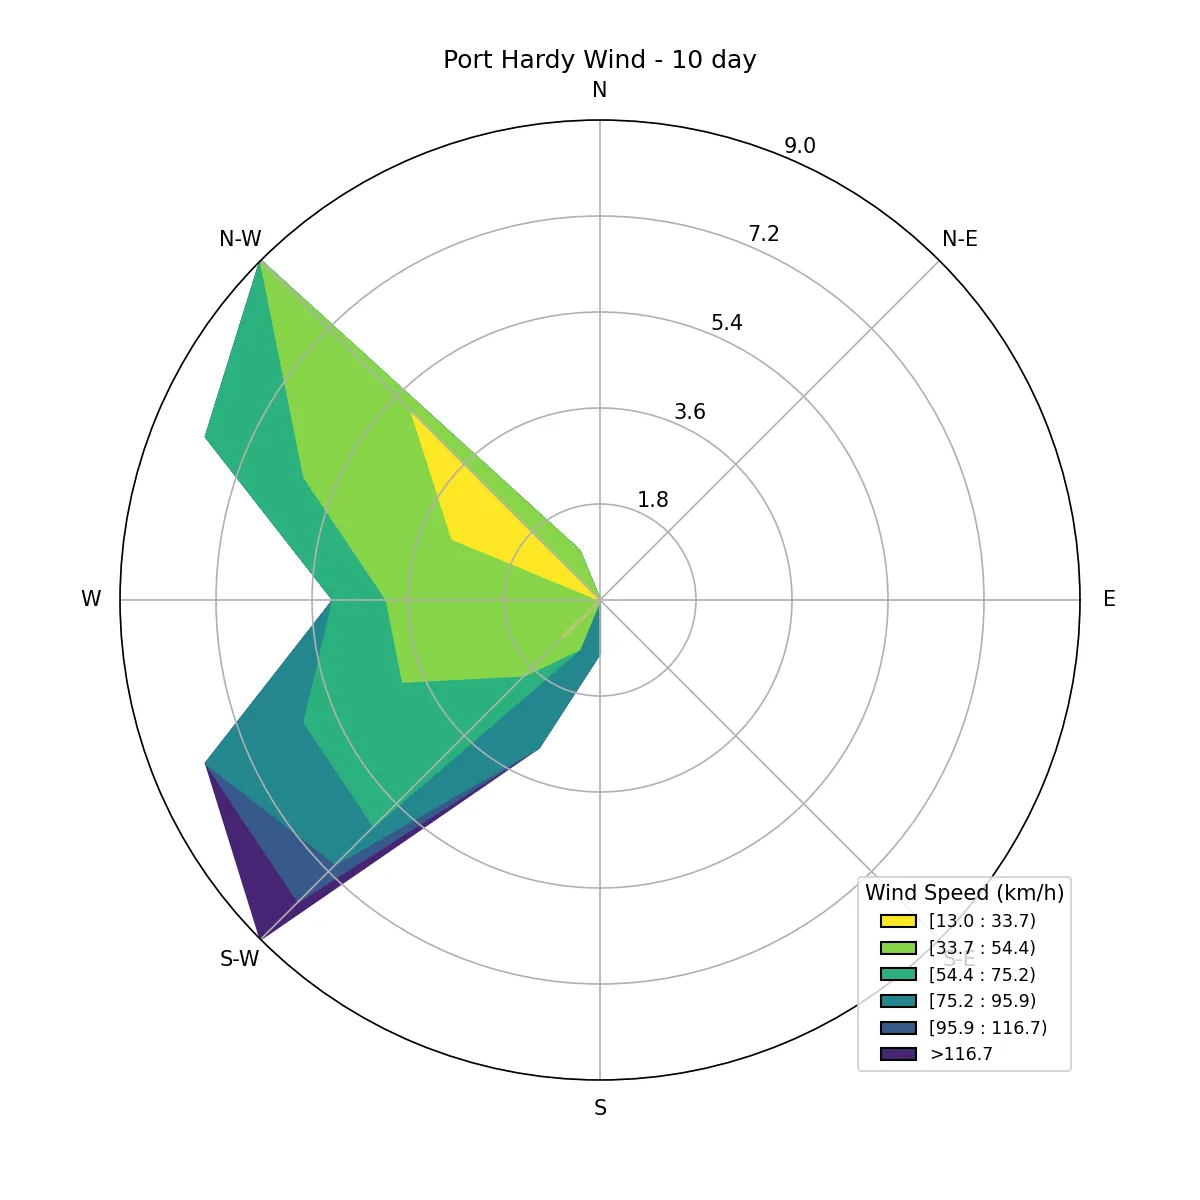 Port Hardy Wind - 10 day
N
9.0
N-W
N-E
7.2
5.4
3.6
1.8
W
E
S-W
S-E
S
Wind Speed (km/h)
[13.0 : 33.7)
[33.7 : 54.4)
[54.4 : 75.2)
[75.2 : 95.9)
[95.9 : 116.7)
>116.7